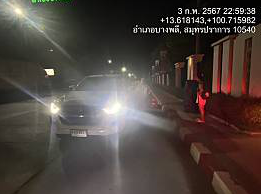 3 ก.พ. 2567 22:59:38
+13.618143,+100.715982
อำเภอบางพลี, สมุทรปราการ 10540